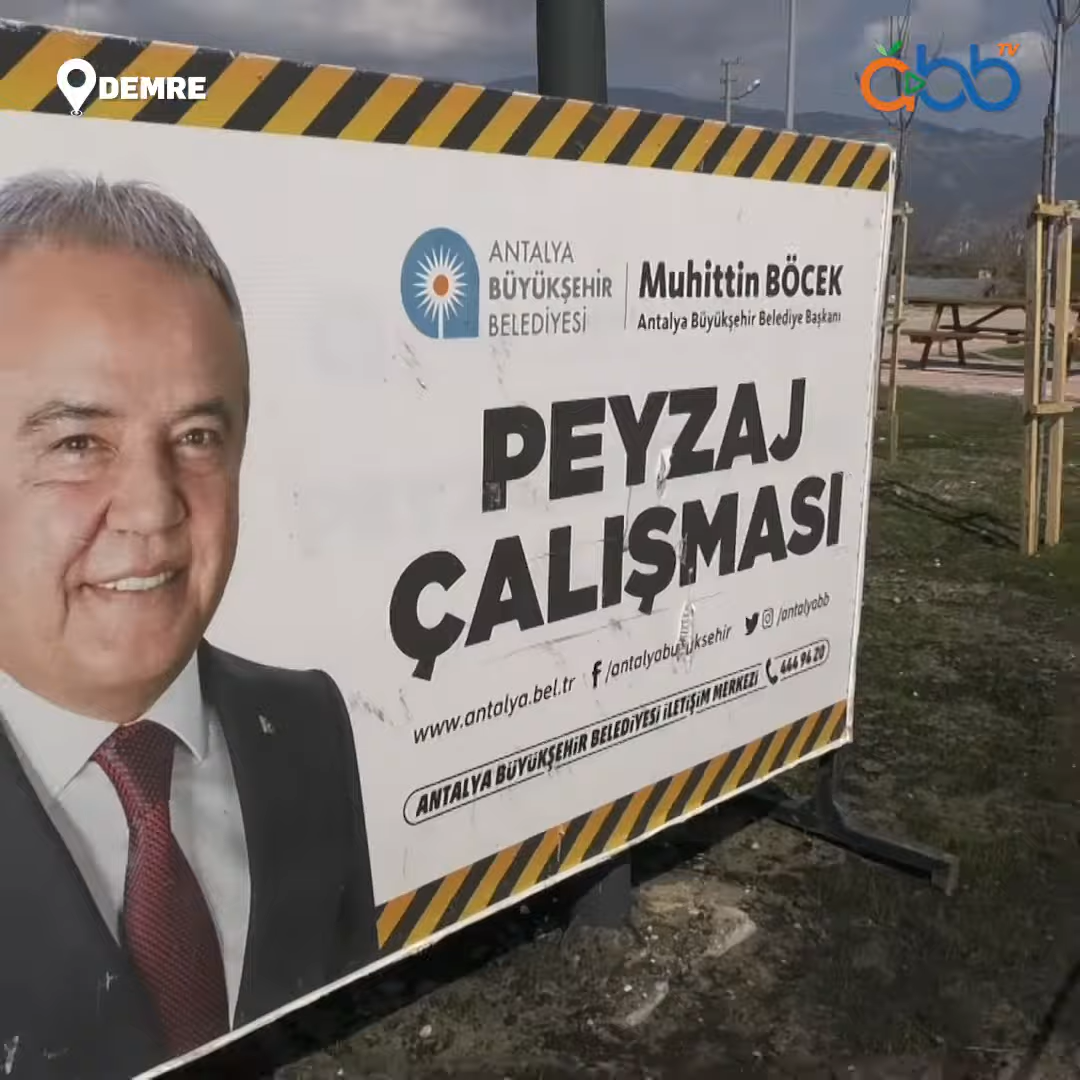 DEMRE
abb TV
ANTALYA
BÜYÜKŞEHİR
BELEDİYESİ
Muhittin BÖCEK
Antalya Büyükşehir Belediye Başkanı
PEYZAJ
ÇALIŞMASI
www.antalya.bel.tr /antalyabuyuksehir /antalyabb
ANTALYA BÜYÜKŞEHİR BELEDİYESİ İLETİŞİM MERKEZİ 444 94 20